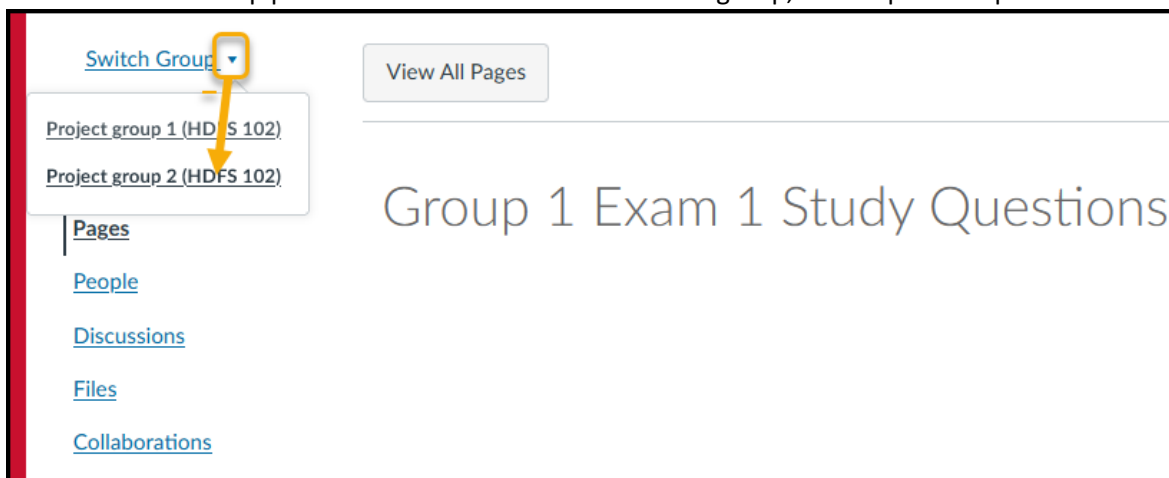 Switch Group
View All Pages
Project group 1 (HDFS 102)
Project group 2 (HDFS 102)
Group 1 Exam 1 Study Questions
Pages
People
Discussions
Files
Collaborations